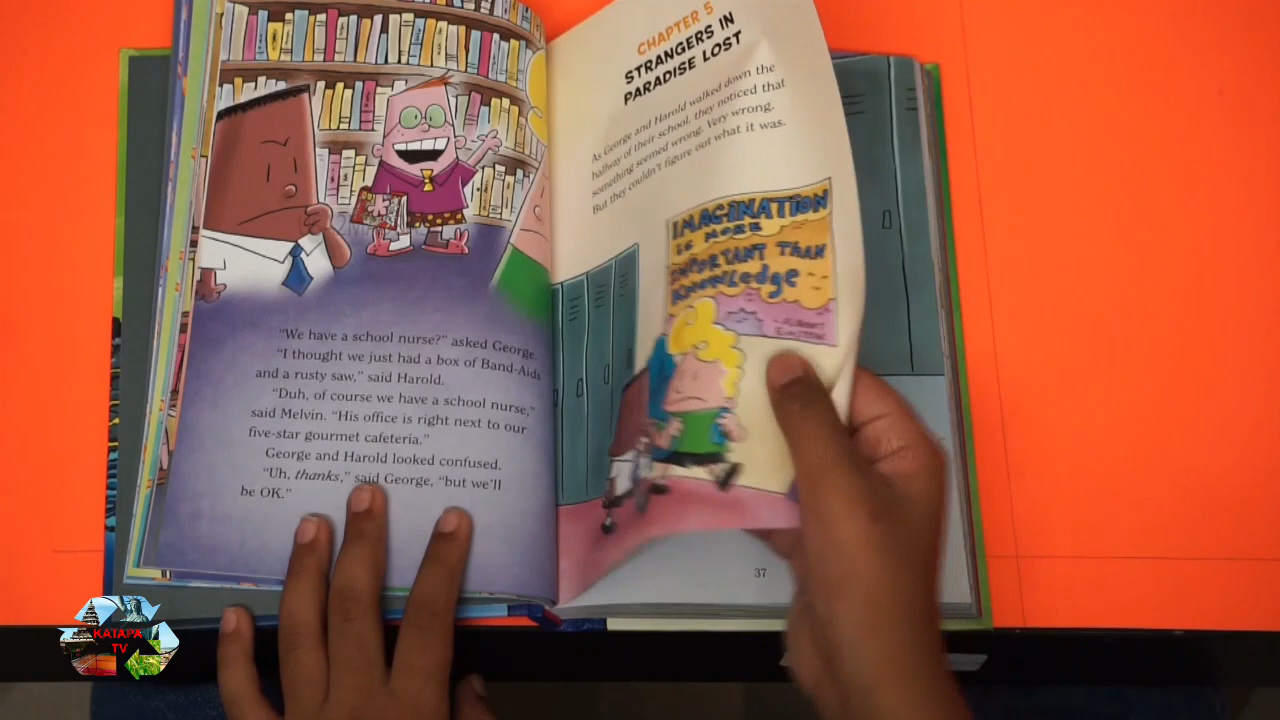 "We have a school nurse?" asked George.
"I thought we just had a box of Band-Aids
and a rusty saw," said Harold.
"Duh, of course we have a school nurse,"
said Melvin. "His office is right next to our
five-star gourmet cafeteria."
George and Harold looked confused.
"Uh, thanks," said George, "but we'll
be OK."
CHAPTER 5
STRANGERS IN
PARADISE LOST
As George and Harold walked down the
hallway of their school, they noticed that
something seemed wrong. Very wrong.
But they couldn't figure out what it was.
IMAGINATION
IS MORE
IMPORTANT THAN
KNOWLEdge
- ALBERT
EINSTEIN
37
KATAPA
TV